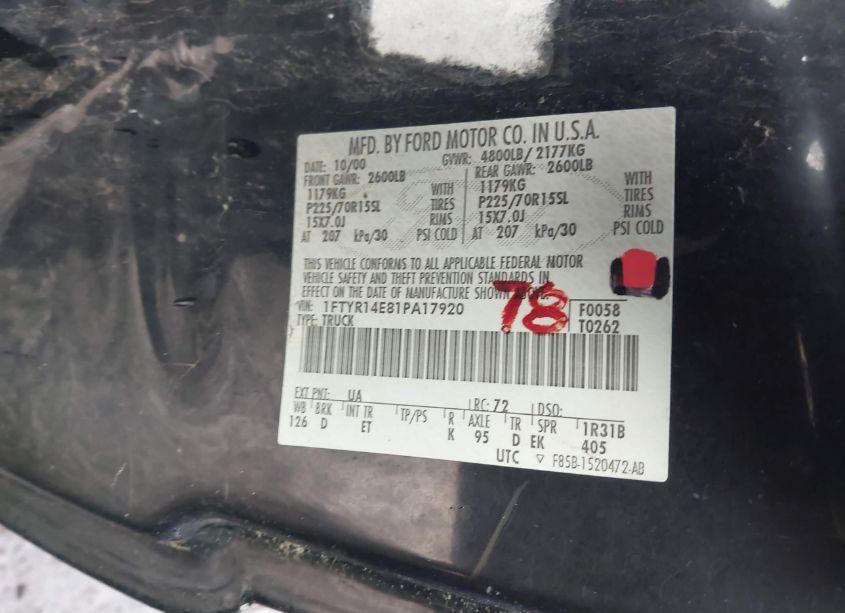 MFD. BY FORD MOTOR CO. IN U.S.A.
DATE: 10/00 GVWR: 4800LB/ 2177KG
FRONT GAWR: 2600LB REAR GAWR: 2600LB
1179KG WITH 1179KG WITH
P225/70R15SL TIRES P225/70R15SL TIRES
15X7.0J RIMS 15X7.0J RIMS
AT 207 kPa/30 PSI COLD AT 207 kPa/30 PSI COLD
THIS VEHICLE CONFORMS TO ALL APPLICABLE FEDERAL MOTOR
VEHICLE SAFETY AND THEFT PREVENTION STANDARDS IN
EFFECT ON THE DATE OF MANUFACTURE SHOWN ABOVE.
VIN: 1FTYR14E81PA17920 78 F0058
TYPE: TRUCK T0262
EXT PNT: UA RC: 72 DSO:
WB BRK INT TR TP/PS R AXLE TR SPR 1R31B
126 D ET K 95 D EK 405
UTC ▽ F85B-1520472-AB